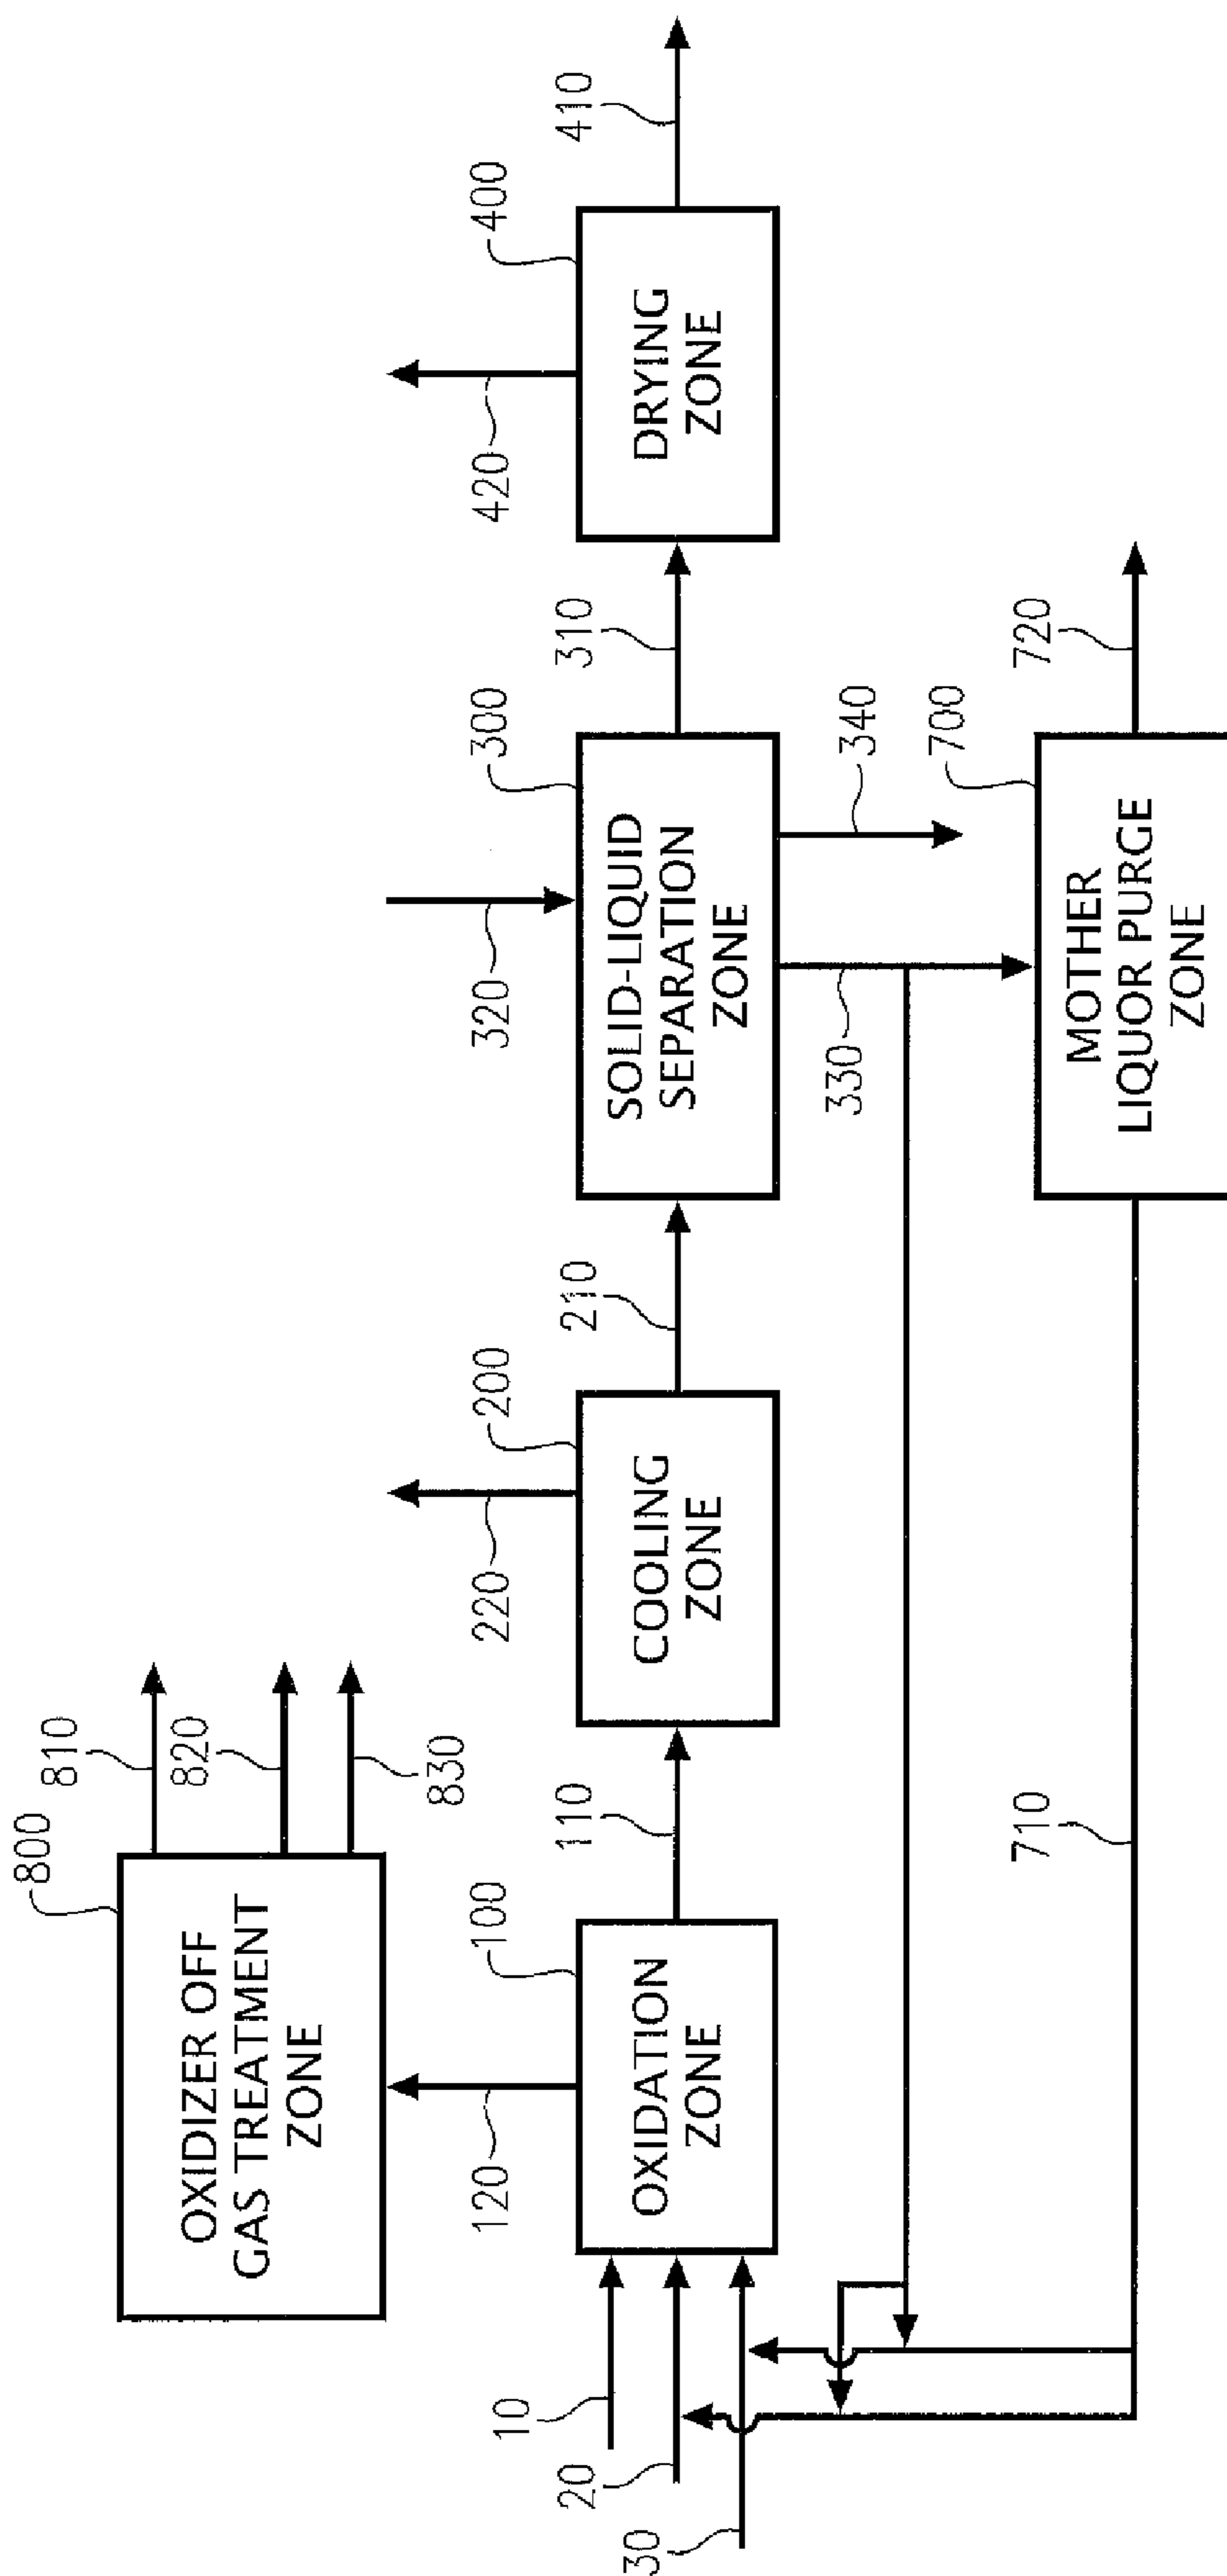 800
OXIDIZER OFF
GAS TREATMENT
ZONE
810
820
830
120
220
320
420
10
20
30
100
OXIDATION
ZONE
110
200
COOLING
ZONE
210
300
SOLID-LIQUID
SEPARATION
ZONE
310
400
DRYING
ZONE
410
330
340
710
700
MOTHER
LIQUOR PURGE
ZONE
720